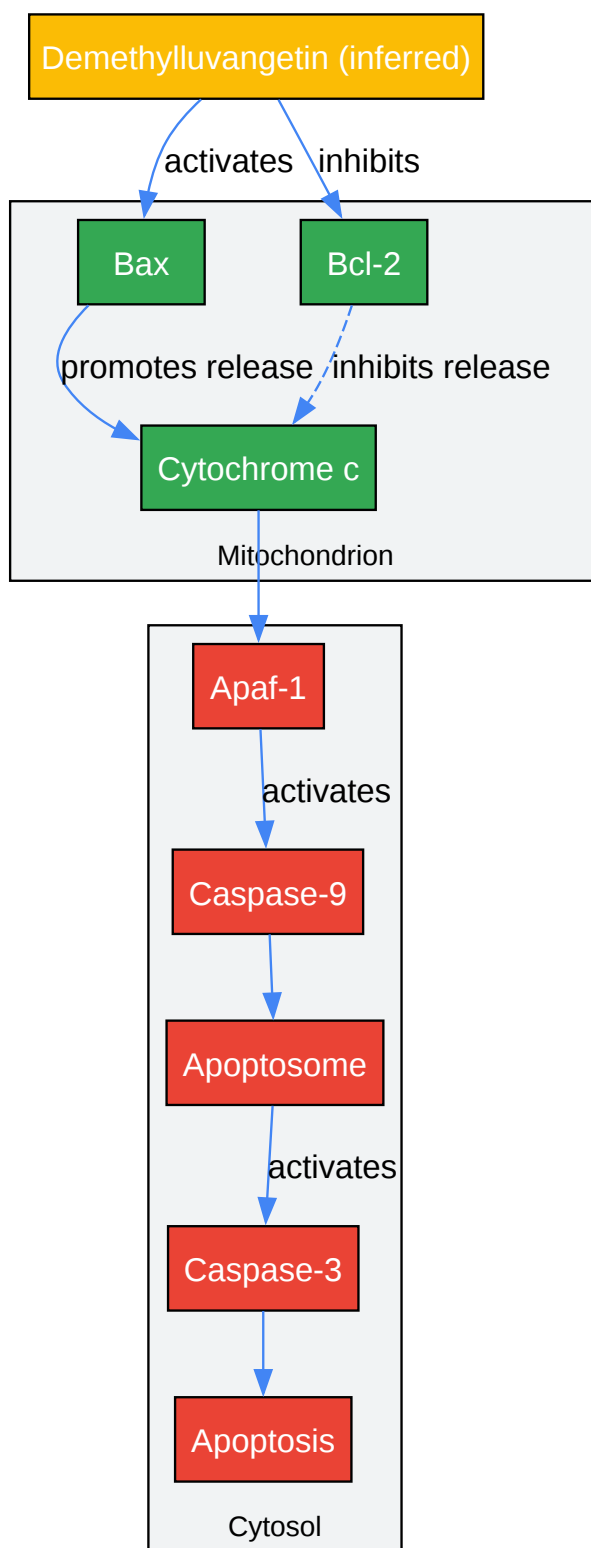 Demethylluvangetin (inferred)
activates
inhibits
Bax
Bcl-2
promotes release
inhibits release
Cytochrome c
Mitochondrion
Apaf-1
activates
Caspase-9
Apoptosome
activates
Caspase-3
Apoptosis
Cytosol